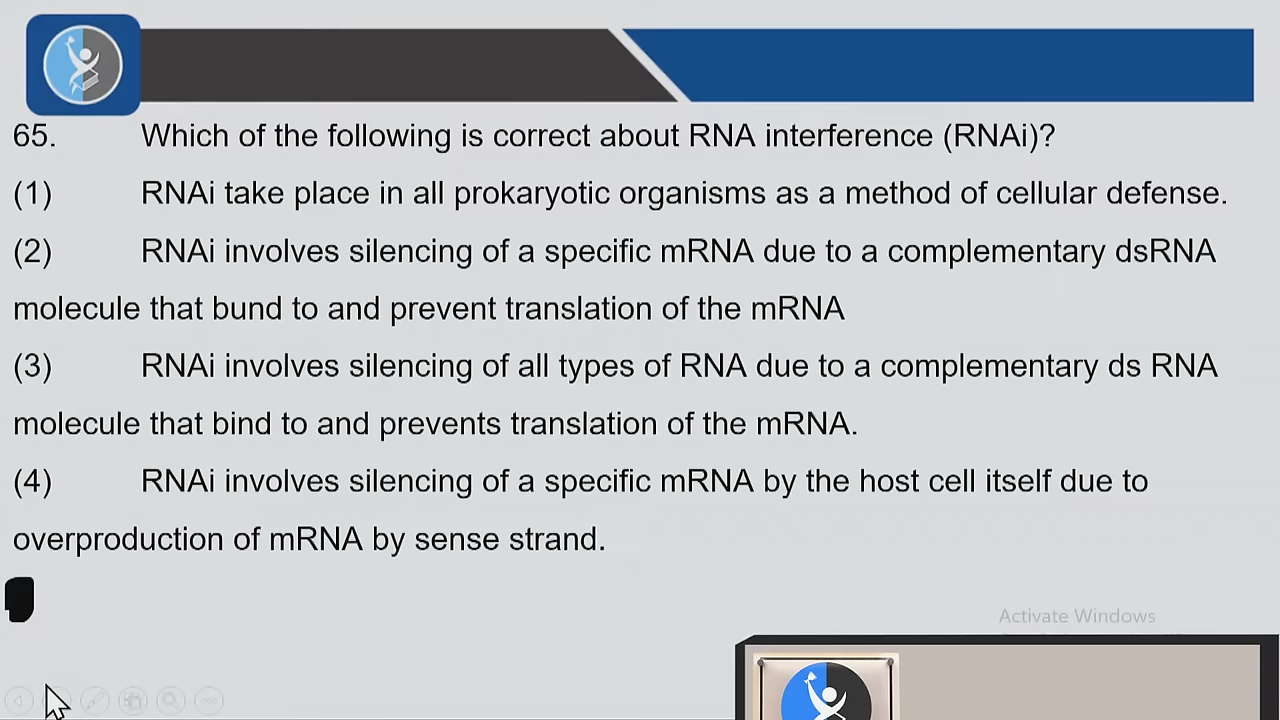 65. Which of the following is correct about RNA interference (RNAi)?
(1) RNAi take place in all prokaryotic organisms as a method of cellular defense.
(2) RNAi involves silencing of a specific mRNA due to a complementary dsRNA
molecule that bund to and prevent translation of the mRNA
(3) RNAi involves silencing of all types of RNA due to a complementary ds RNA
molecule that bind to and prevents translation of the mRNA.
(4) RNAi involves silencing of a specific mRNA by the host cell itself due to
overproduction of mRNA by sense strand.
Activate Windows